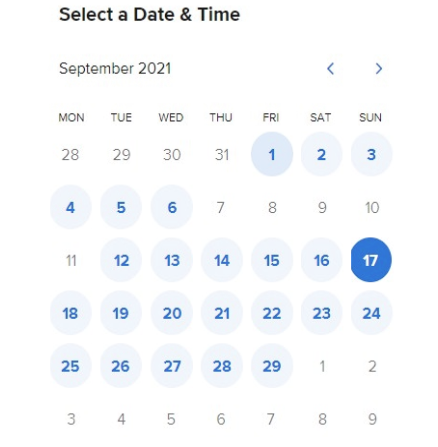 Select a Date & Time
September 2021
MON TUE WED THU FRI SAT SUN
28 29 30 31 1 2 3
4 5 6 7 8 9 10
11 12 13 14 15 16 17
18 19 20 21 22 23 24
25 26 27 28 29 1 2
3 4 5 6 7 8 9